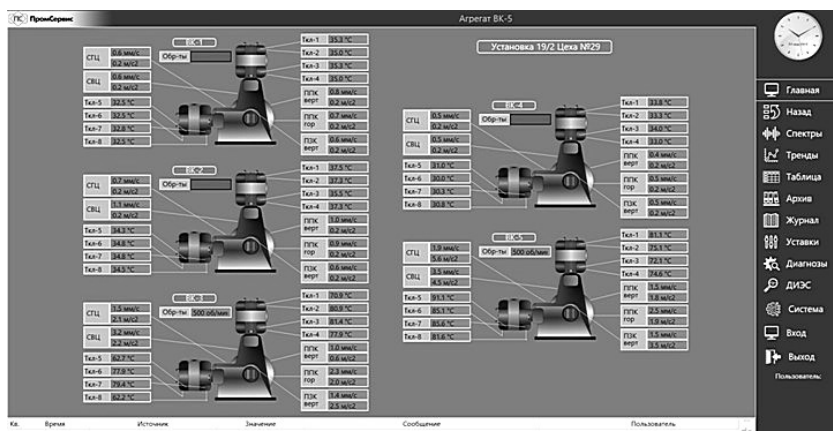 ПС ПромСервис
Агрегат ВК-5
Установка 19/2 Цеха №29
ВК-1
Обр-ты
СГЦ 0.6 мм/с
0.2 м/с2
СВЦ 0.6 мм/с
0.2 м/с2
Ткл-5 32.5 °C
Ткл-6 32.5 °C
Ткл-7 32.8 °C
Ткл-8 32.5 °C
Ткл-1 35.3 °C
Ткл-2 35.0 °C
Ткл-3 35.3 °C
Ткл-4 35.0 °C
ППК верт 0.8 мм/с
0.2 м/с2
ППК гор 0.7 мм/с
0.2 м/с2
ПЗК верт 0.6 мм/с
0.2 м/с2
ВК-2
Обр-ты
СГЦ 0.7 мм/с
0.2 м/с2
СВЦ 1.1 мм/с
0.2 м/с2
Ткл-5 34.3 °C
Ткл-6 34.8 °C
Ткл-7 34.8 °C
Ткл-8 34.5 °C
Ткл-1 37.5 °C
Ткл-2 37.3 °C
Ткл-3 35.5 °C
Ткл-4 37.3 °C
ППК верт 1.0 мм/с
0.2 м/с2
ППК гор 0.9 мм/с
0.2 м/с2
ПЗК верт 0.6 мм/с
0.2 м/с2
ВК-3
Обр-ты 500 об/мин
СГЦ 1.5 мм/с
2.1 м/с2
СВЦ 3.2 мм/с
2.2 м/с2
Ткл-5 62.7 °C
Ткл-6 77.9 °C
Ткл-7 79.4 °C
Ткл-8 62.2 °C
Ткл-1 70.9 °C
Ткл-2 80.9 °C
Ткл-3 81.4 °C
Ткл-4 77.9 °C
ППК верт 1.0 мм/с
0.6 м/с2
ППК гор 2.3 мм/с
2.0 м/с2
ПЗК верт 1.4 мм/с
2.5 м/с2
ВК-4
Обр-ты
СГЦ 0.5 мм/с
0.2 м/с2
СВЦ 0.5 мм/с
0.2 м/с2
Ткл-5 31.0 °C
Ткл-6 30.0 °C
Ткл-7 30.3 °C
Ткл-8 30.8 °C
Ткл-1 33.8 °C
Ткл-2 33.3 °C
Ткл-3 34.0 °C
Ткл-4 33.0 °C
ППК верт 0.4 мм/с
0.2 м/с2
ППК гор 0.5 мм/с
0.2 м/с2
ПЗК верт 0.5 мм/с
0.2 м/с2
ВК-5
Обр-ты 500 об/мин
СГЦ 1.9 мм/с
5.6 м/с2
СВЦ 3.5 мм/с
4.5 м/с2
Ткл-5 91.1 °C
Ткл-6 85.1 °C
Ткл-7 85.6 °C
Ткл-8 81.6 °C
Ткл-1 81.1 °C
Ткл-2 75.1 °C
Ткл-3 72.1 °C
Ткл-4 74.6 °C
ППК верт 1.5 мм/с
1.8 м/с2
ППК гор 2.5 мм/с
1.9 м/с2
ПЗК верт 1.5 мм/с
3.5 м/с2
Главная
Назад
Спектры
Тренды
Таблица
Архив
Журнал
Уставки
Диагнозы
ДИЭС
Система
Вход
Выход
Пользователь:
Кв. Время Источник Значение Сообщение Пользователь